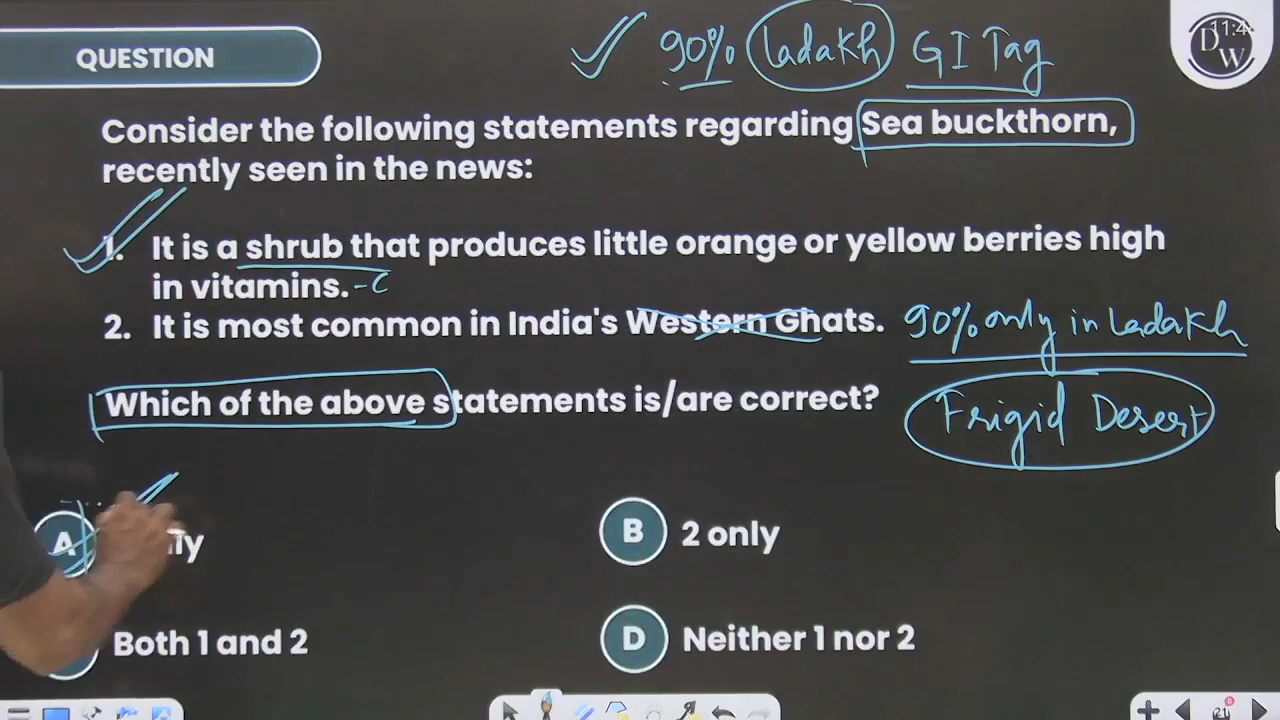 11:4
D W
QUESTION
90% Ladakh GI Tag
Consider the following statements regarding Sea buckthorn,
recently seen in the news:
1. It is a shrub that produces little orange or yellow berries high
in vitamins. -C
2. It is most common in India's Western Ghats. 90% only in Ladakh
Which of the above statements is/are correct?
Frigid Desert
A
B 2 only
Both 1 and 2
D Neither 1 nor 2
21